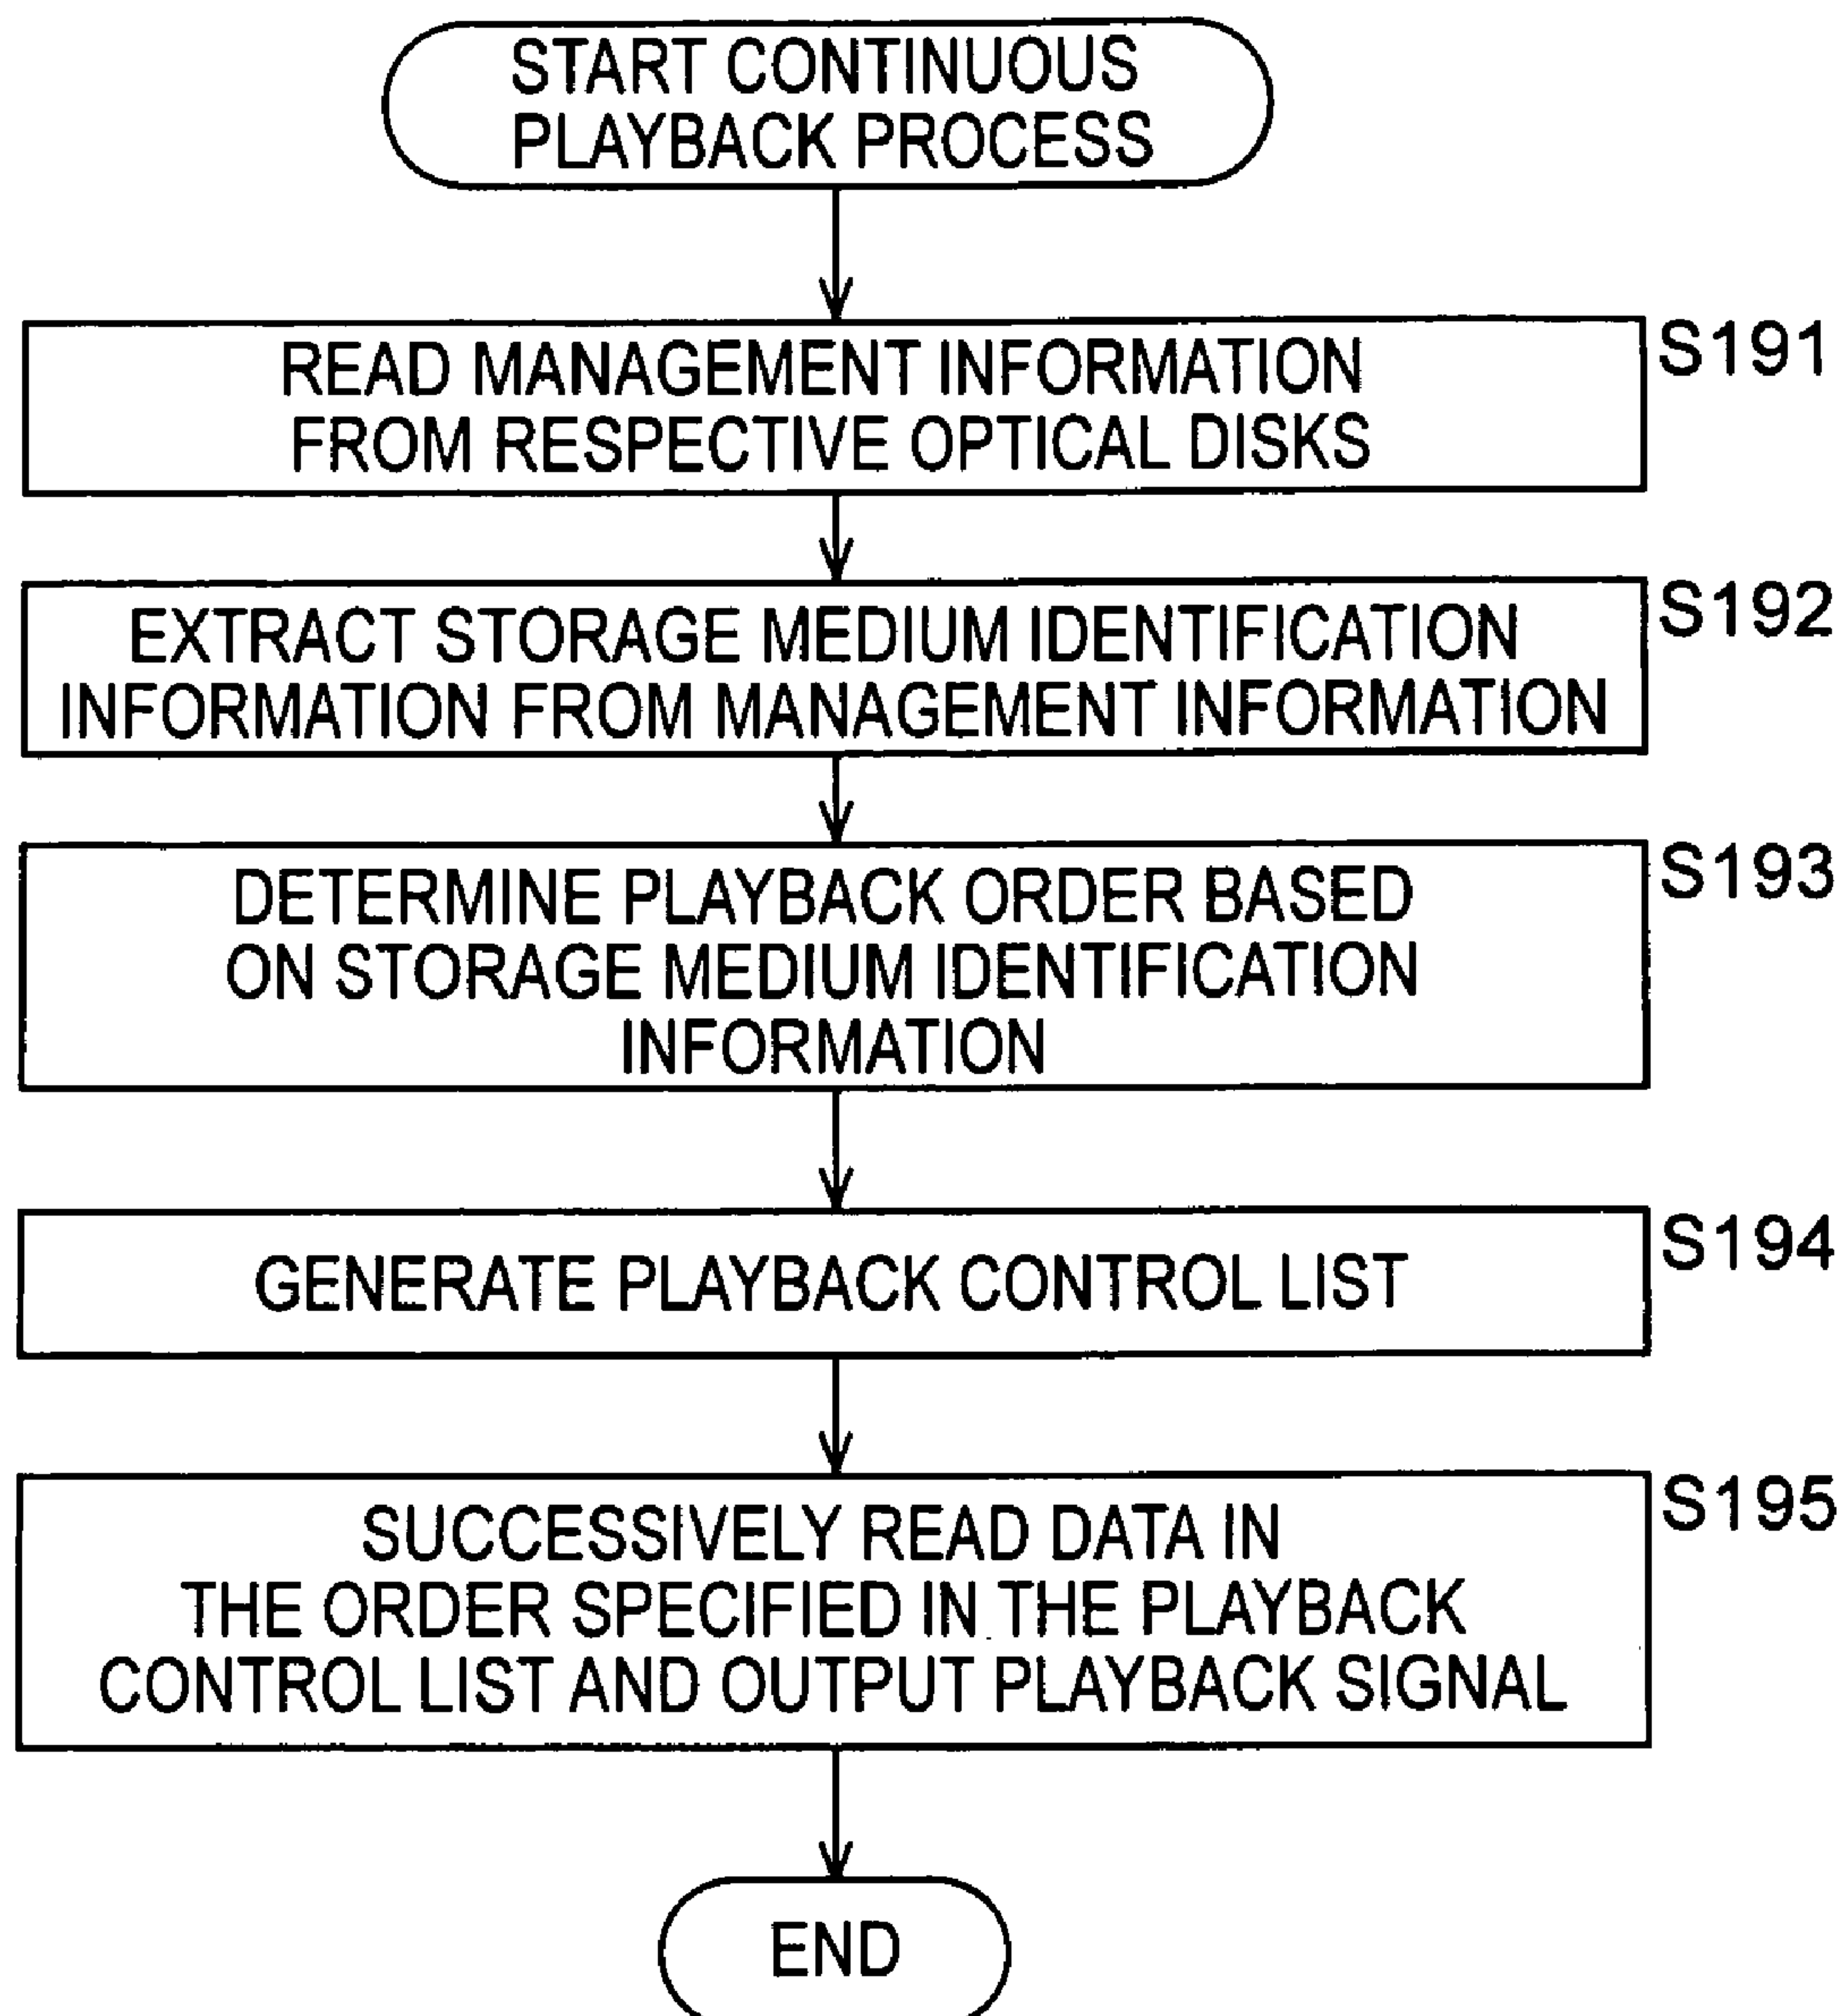 START CONTINUOUS
PLAYBACK PROCESS
READ MANAGEMENT INFORMATION
FROM RESPECTIVE OPTICAL DISKS
S191
EXTRACT STORAGE MEDIUM IDENTIFICATION
INFORMATION FROM MANAGEMENT INFORMATION
S192
DETERMINE PLAYBACK ORDER BASED
ON STORAGE MEDIUM IDENTIFICATION
INFORMATION
S193
GENERATE PLAYBACK CONTROL LIST
S194
SUCCESSIVELY READ DATA IN
THE ORDER SPECIFIED IN THE PLAYBACK
CONTROL LIST AND OUTPUT PLAYBACK SIGNAL
S195
END